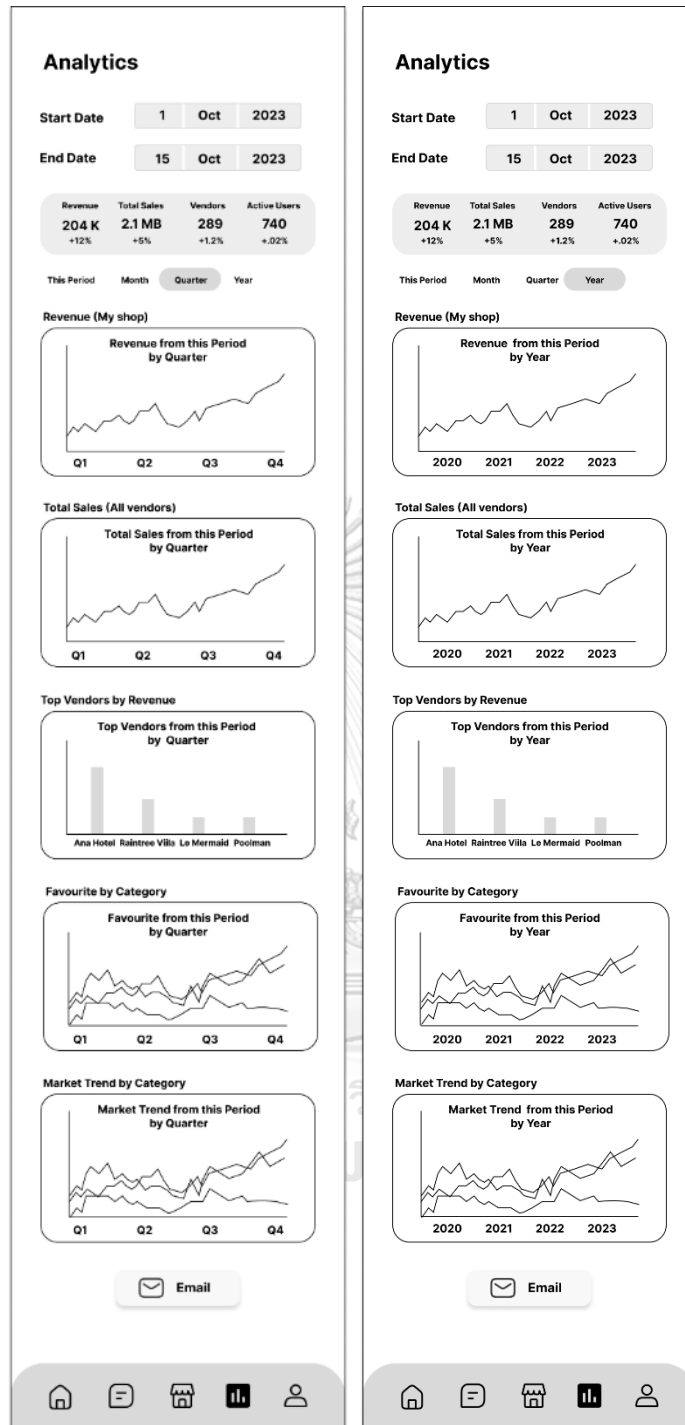 Analytics
Start Date 1 Oct 2023
End Date 15 Oct 2023
Revenue Total Sales Vendors Active Users
204 K 2.1 MB 289 740
+12% +5% +1.2% +.02%
This Period Month Quarter Year
Revenue (My shop)
Revenue from this Period
by Quarter
Q1 Q2 Q3 Q4
Total Sales (All vendors)
Total Sales from this Period
by Quarter
Q1 Q2 Q3 Q4
Top Vendors by Revenue
Top Vendors from this Period
by Quarter
Ana Hotel Raintree Villa Le Mermaid Poolman
Favourite by Category
Favourite from this Period
by Quarter
Q1 Q2 Q3 Q4
Market Trend by Category
Market Trend from this Period
by Quarter
Q1 Q2 Q3 Q4
Email
Analytics
Start Date 1 Oct 2023
End Date 15 Oct 2023
Revenue Total Sales Vendors Active Users
204 K 2.1 MB 289 740
+12% +5% +1.2% +.02%
This Period Month Quarter Year
Revenue (My shop)
Revenue from this Period
by Year
2020 2021 2022 2023
Total Sales (All vendors)
Total Sales from this Period
by Year
2020 2021 2022 2023
Top Vendors by Revenue
Top Vendors from this Period
by Year
Ana Hotel Raintree Villa Le Mermaid Poolman
Favourite by Category
Favourite from this Period
by Year
2020 2021 2022 2023
Market Trend by Category
Market Trend from this Period
by Year
2020 2021 2022 2023
Email